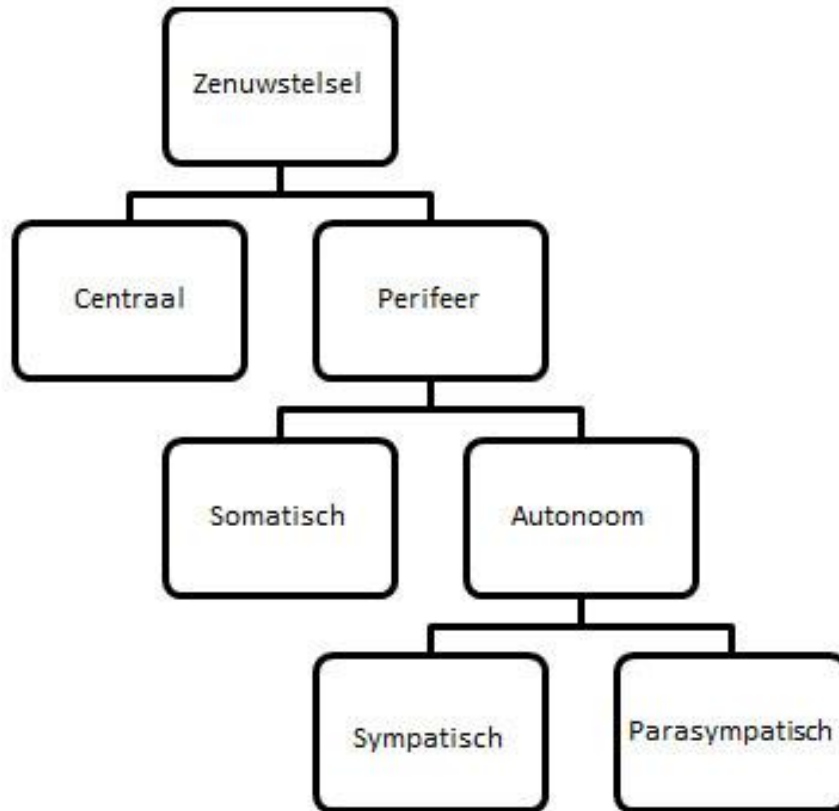 Zenuwstelsel
Centraal
Perifeer
Somatisch
Autonoom
Sympatisch
Parasympatisch